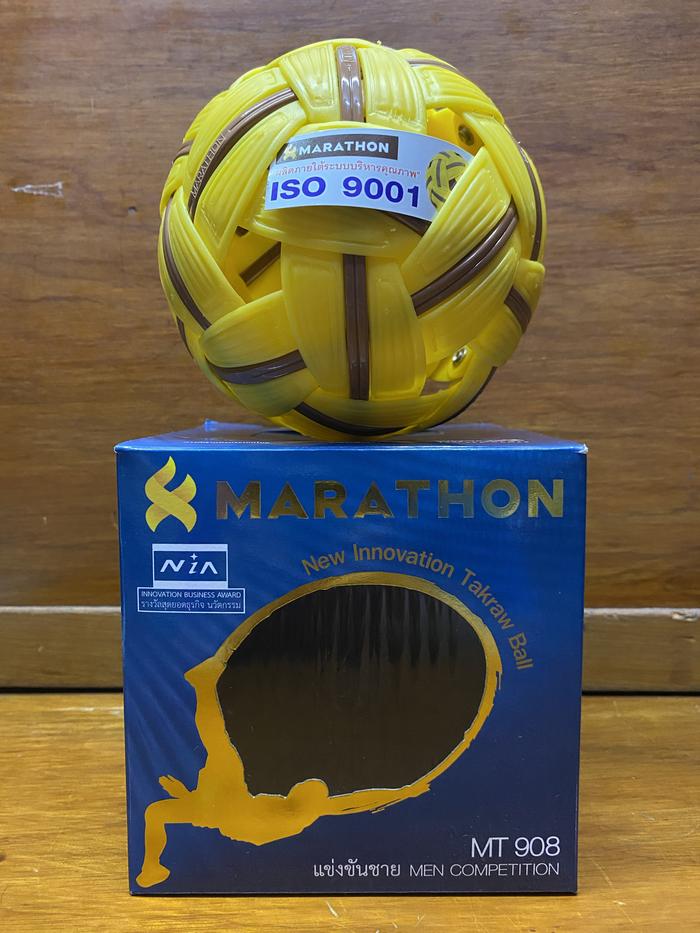 MARATHON
MARATHON
"ผลิตภายใต้ระบบบริหารคุณภาพ"
ISO 9001
MARATHON
New Innovation Takraw Ball
NiA
INNOVATION BUSINESS AWARD
รางวัลสุดยอดธุรกิจ นวัตกรรม
MT 908
แข่งขันชาย MEN COMPETITION